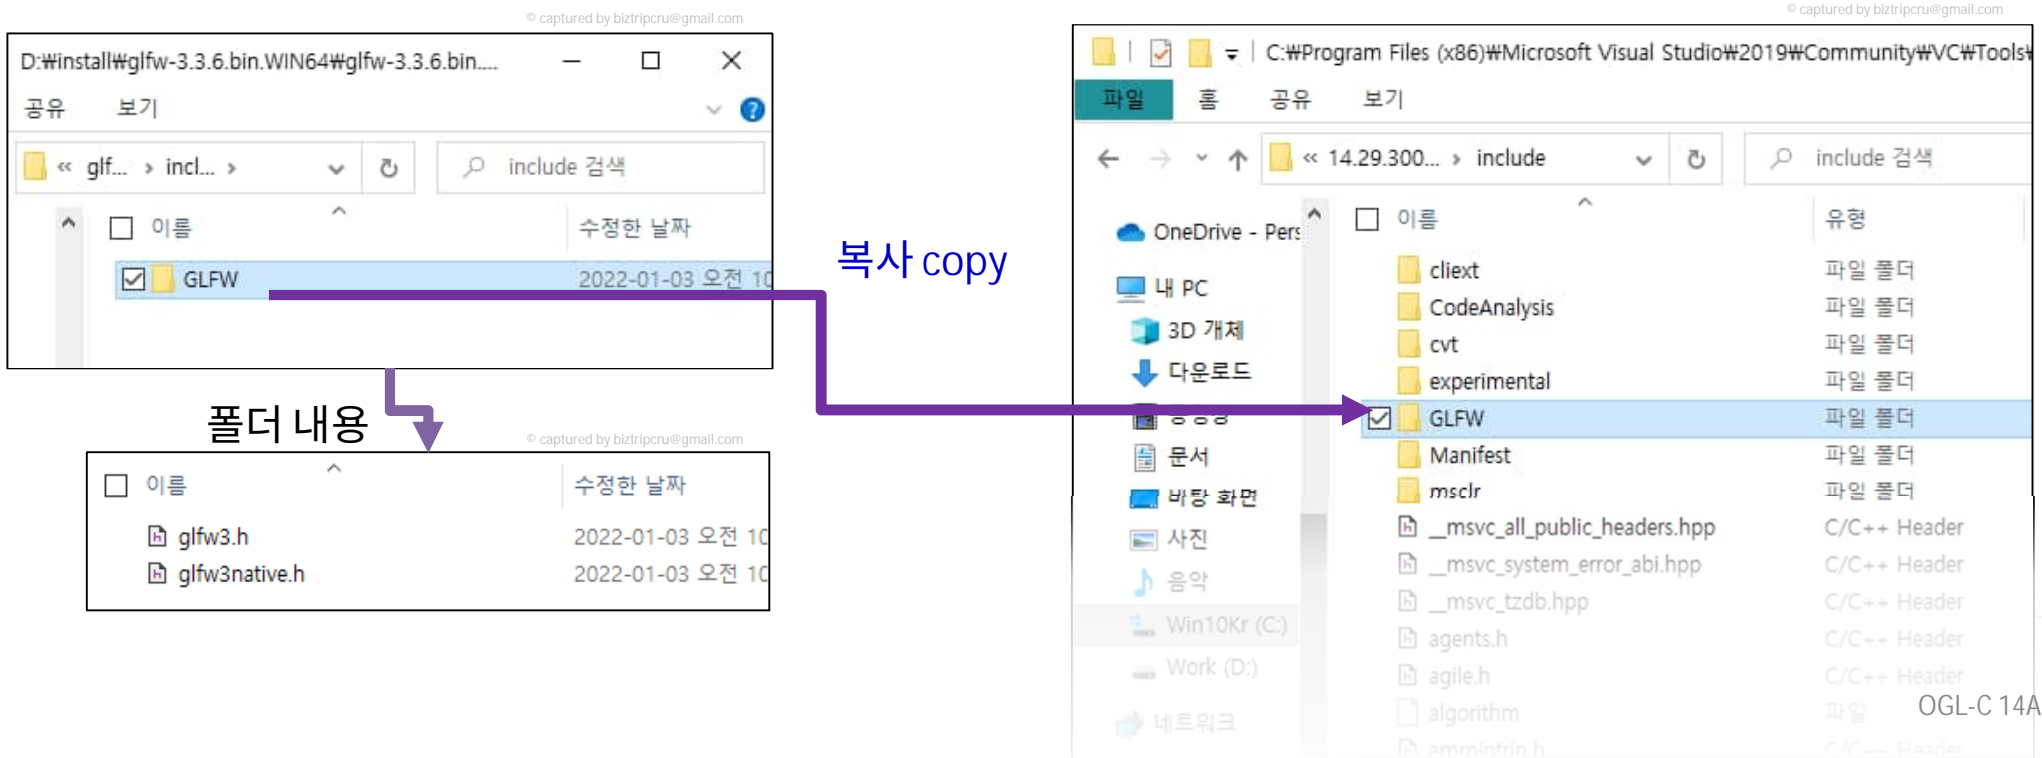 © captured by biztripcru@gmail.com
D:₩install₩glfw-3.3.6.bin.WIN64₩glfw-3.3.6.bin....
공유 보기
« glf... › incl... ›
include 검색
이름 수정한 날짜
GLFW 2022-01-03 오전 10
폴더 내용
© captured by biztripcru@gmail.com
이름 수정한 날짜
glfw3.h 2022-01-03 오전 10
glfw3native.h 2022-01-03 오전 10
복사 copy
© captured by biztripcru@gmail.com
C:₩Program Files (x86)₩Microsoft Visual Studio₩2019₩Community₩VC₩Tools₩
파일 홈 공유 보기
« 14.29.300... › include
include 검색
OneDrive - Pers
내 PC
3D 개체
다운로드
문서
바탕 화면
사진
음악
Win10Kr (C:)
Work (D:)
네트워크
이름 유형
cliext 파일 폴더
CodeAnalysis 파일 폴더
cvt 파일 폴더
experimental 파일 폴더
GLFW 파일 폴더
Manifest 파일 폴더
msclr 파일 폴더
__msvc_all_public_headers.hpp C/C++ Header
__msvc_system_error_abi.hpp C/C++ Header
__msvc_tzdb.hpp C/C++ Header
agents.h C/C++ Header
agile.h C/C++ Header
algorithm 파일
ammintrin.h C/C++ Header
OGL-C 14A